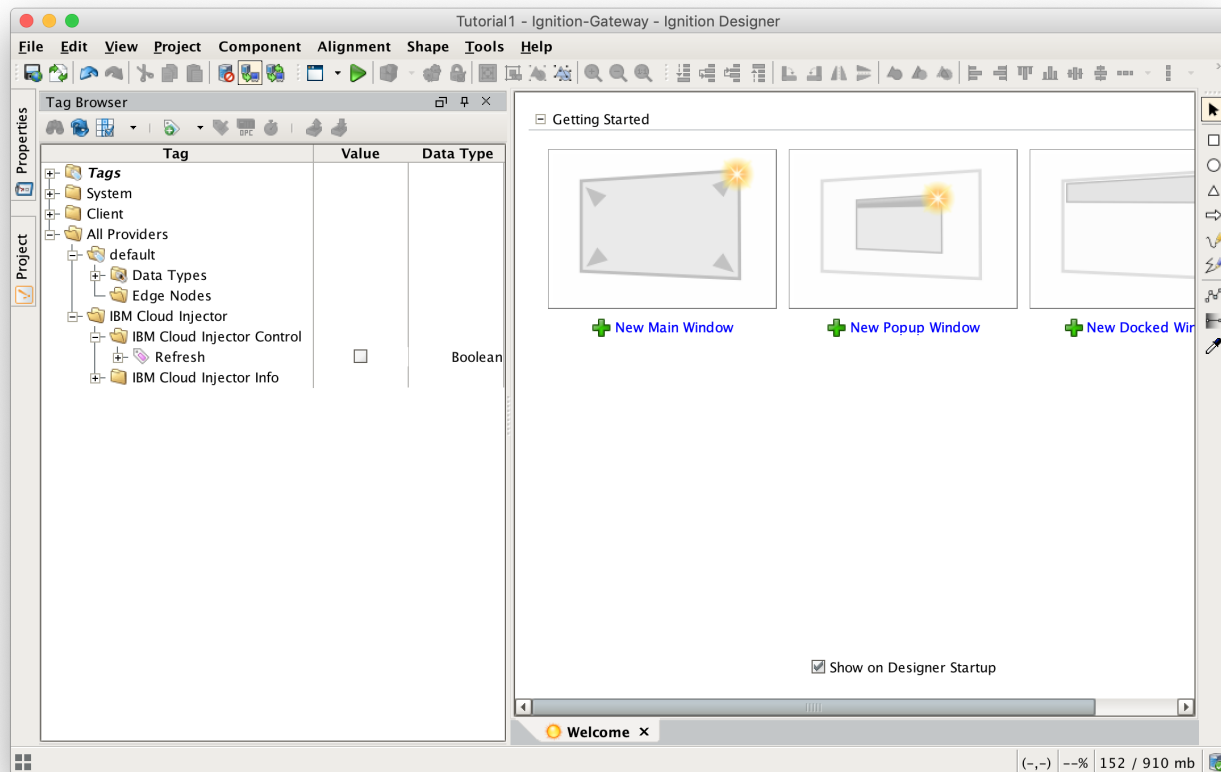 Tutorial1 - Ignition-Gateway - Ignition Designer
File Edit View Project Component Alignment Shape Tools Help
Properties
Project
Tag Browser
OPC
Tag Value Data Type
Tags
System
Client
All Providers
default
Data Types
Edge Nodes
IBM Cloud Injector
IBM Cloud Injector Control
Refresh Boolean
IBM Cloud Injector Info
Getting Started
New Main Window
New Popup Window
New Docked Wir
Show on Designer Startup
Welcome
(-,-) --% 152 / 910 mb